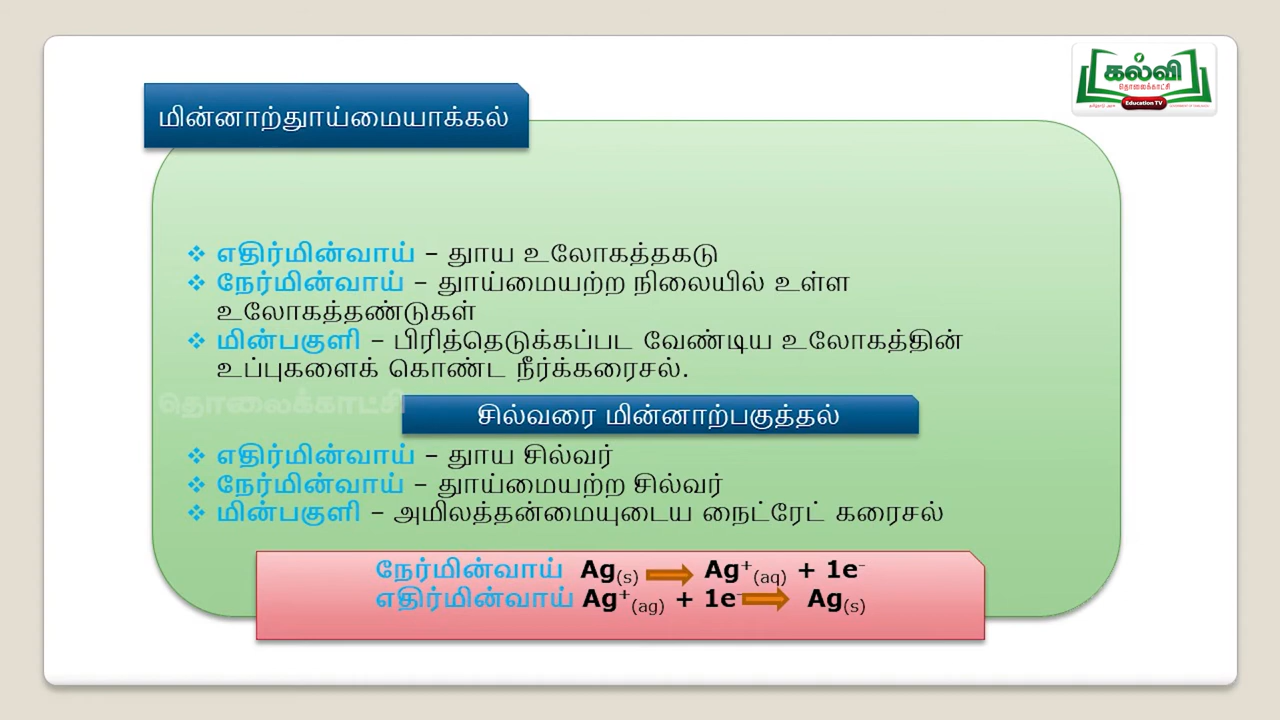 கல்வி
தொலைக்காட்சி
Education TV
மின்னாற்தூய்மையாக்கல்
❖ எதிர்மின்வாய் – தூய உலோகத்தகடு
❖ நேர்மின்வாய் – தூய்மையற்ற நிலையில் உள்ள
உலோகத்தண்டுகள்
❖ மின்பகுளி – பிரித்தெடுக்கப்பட வேண்டிய உலோகத்தின்
உப்புகளைக் கொண்ட நீர்க்கரைசல்.
தொலைக்காட்சி
சில்வரை மின்னாற்பகுத்தல்
❖ எதிர்மின்வாய் – தூய சில்வர்
❖ நேர்மின்வாய் – தூய்மையற்ற சில்வர்
❖ மின்பகுளி – அமிலத்தன்மையுடைய நைட்ரேட் கரைசல்
நேர்மின்வாய் Ag(s) ➡ Ag⁺(aq) + 1e⁻
எதிர்மின்வாய் Ag⁺(ag) + 1e⁻ ➡ Ag(s)